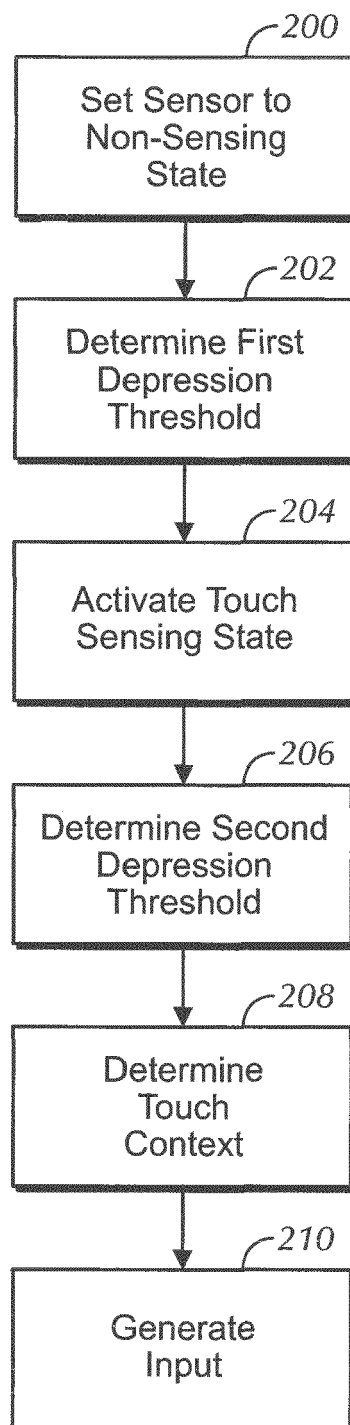 200
Set Sensor to
Non-Sensing
State
202
Determine First
Depression
Threshold
204
Activate Touch
Sensing State
206
Determine Second
Depression
Threshold
208
Determine
Touch
Context
210
Generate
Input